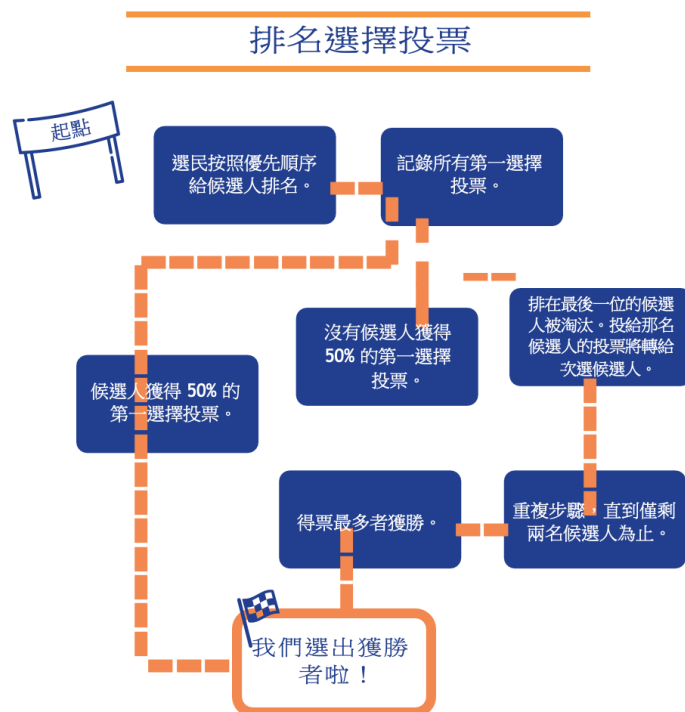 排名選擇投票
起點
選民按照優先順序
給候選人排名。
記錄所有第一選擇
投票。
沒有候選人獲得
50% 的第一選擇
投票。
排在最後一位的候選
人被淘汰。投給那名
候選人的投票將轉給
次選候選人。
候選人獲得 50% 的
第一選擇投票。
重複步驟，直到僅剩
兩名候選人為止。
得票最多者獲勝。
我們選出獲勝
者啦！